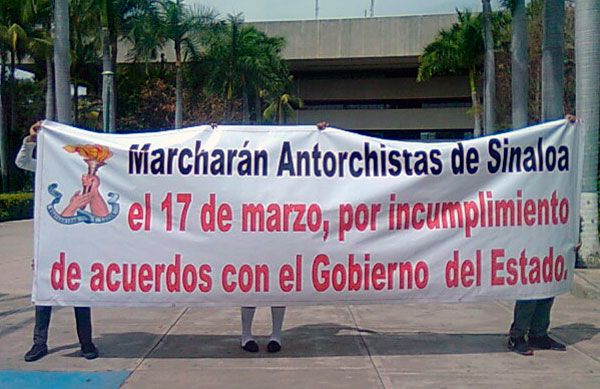 Marcharán Antorchistas de Sinaloa
el 17 de marzo, por incumplimiento
de acuerdos con el Gobierno del Estado.